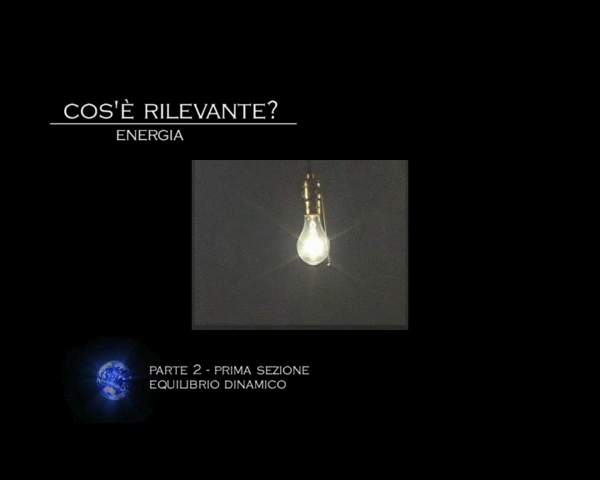 COS'È RILEVANTE?
ENERGIA
PARTE 2 - PRIMA SEZIONE
EQUILIBRIO DINAMICO